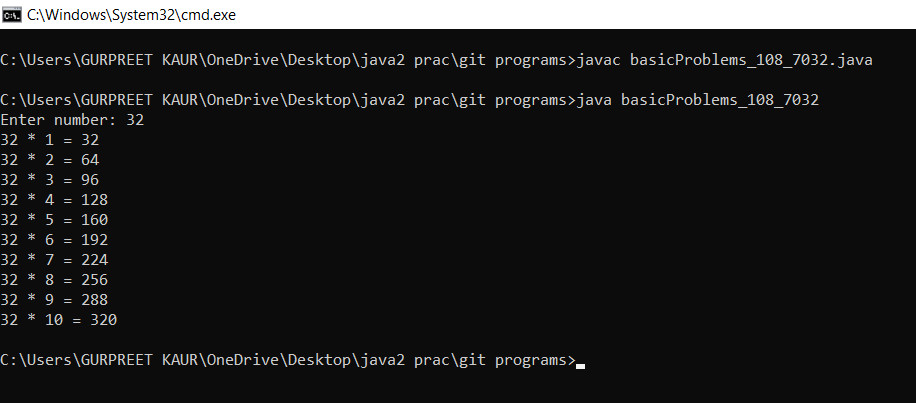 C:\Windows\System32\cmd.exe
C:\Users\GURPREET KAUR\OneDrive\Desktop\java2 prac\git programs>javac basicProblems_108_7032.java
C:\Users\GURPREET KAUR\OneDrive\Desktop\java2 prac\git programs>java basicProblems_108_7032
Enter number: 32
32 * 1 = 32
32 * 2 = 64
32 * 3 = 96
32 * 4 = 128
32 * 5 = 160
32 * 6 = 192
32 * 7 = 224
32 * 8 = 256
32 * 9 = 288
32 * 10 = 320
C:\Users\GURPREET KAUR\OneDrive\Desktop\java2 prac\git programs>